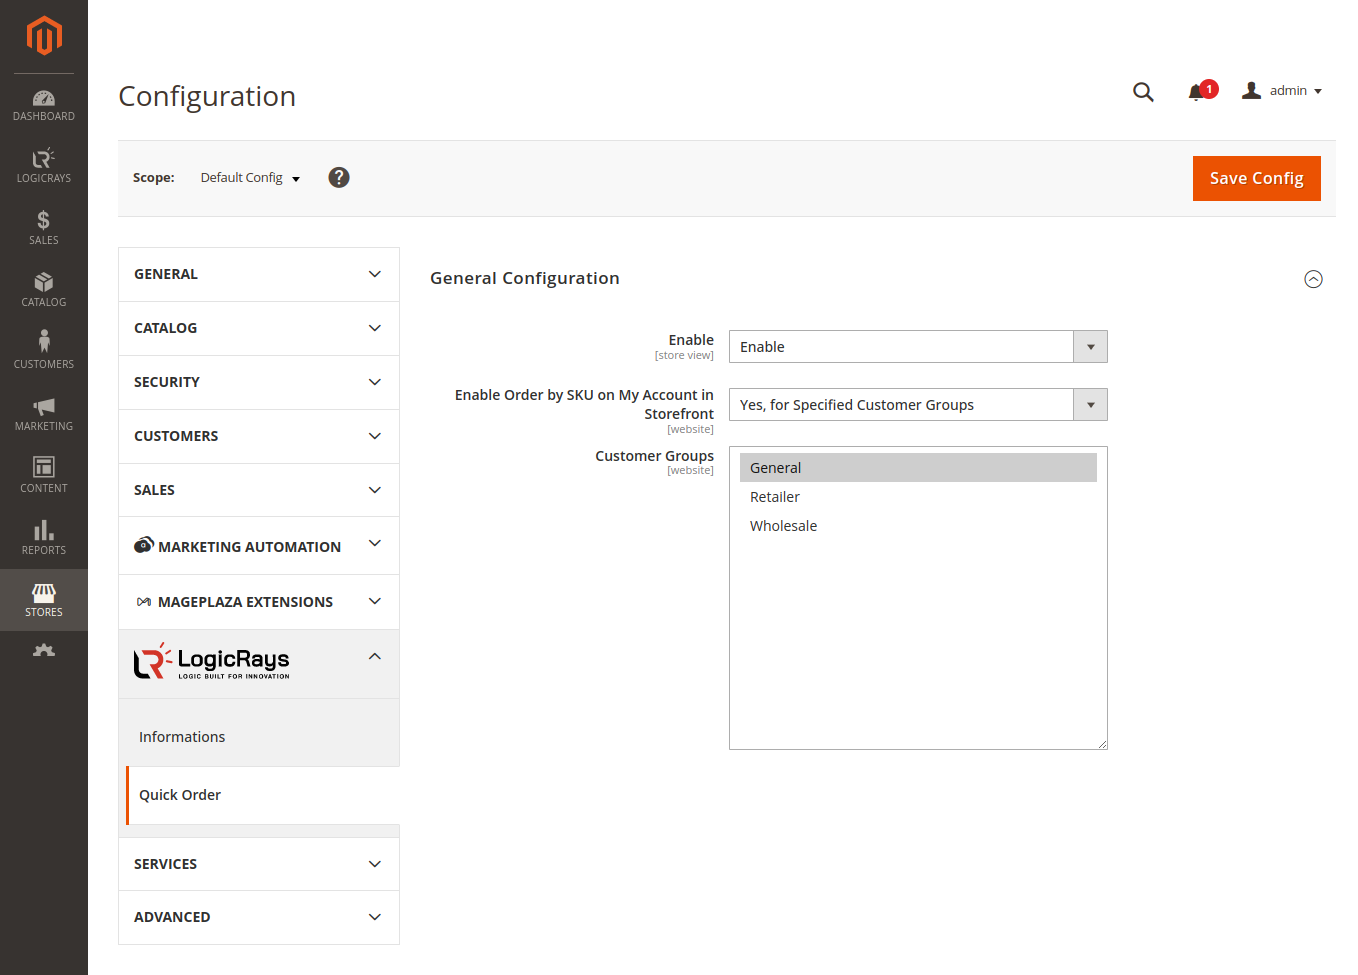 Configuration
1
admin
Scope:
Default Config
?
Save Config
DASHBOARD
LOGICRAYS
SALES
CATALOG
CUSTOMERS
MARKETING
CONTENT
REPORTS
STORES
GENERAL
CATALOG
SECURITY
CUSTOMERS
SALES
MARKETING AUTOMATION
MAGEPLAZA EXTENSIONS
LogicRays
LOGIC BUILT FOR INNOVATION
Informations
Quick Order
SERVICES
ADVANCED
General Configuration
Enable
[store view]
Enable
Enable Order by SKU on My Account in
Storefront
[website]
Yes, for Specified Customer Groups
Customer Groups
[website]
General
Retailer
Wholesale